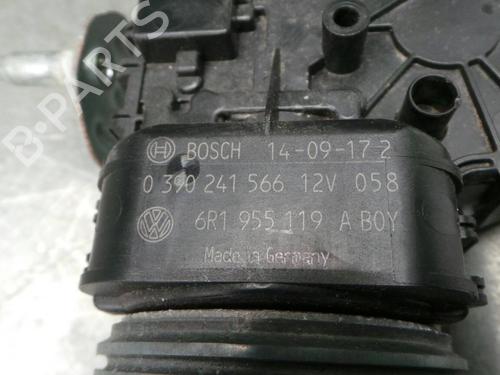 B-PARTS
BOSCH 14-09-17 2
0 390 241 566 12V 058
6R1 955 119 A BOY
Made in Germany